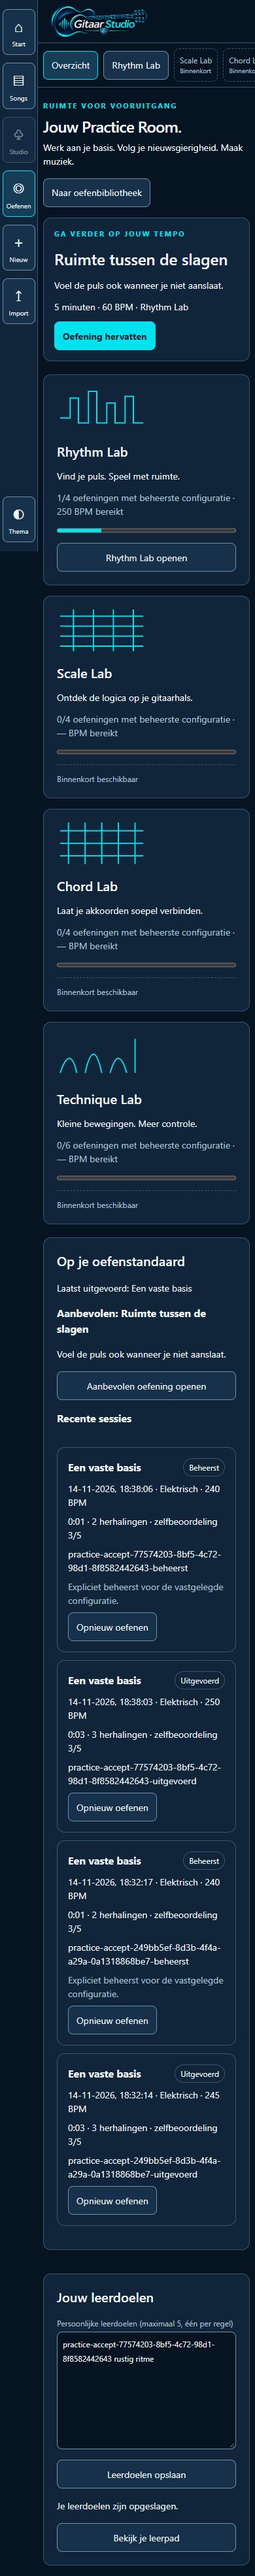 Gitaar Studio
Start
Songs
Studio
Oefenen
Nieuw
Import
Thema
Overzicht
Rhythm Lab
Scale Lab
Binnenkort
Chord L
Binnenko
RUIMTE VOOR VOORUITGANG
Jouw Practice Room.
Werk aan je basis. Volg je nieuwsgierigheid. Maak
muziek.
Naar oefenbibliotheek
GA VERDER OP JOUW TEMPO
Ruimte tussen de slagen
Voel de puls ook wanneer je niet aanslaat.
5 minuten · 60 BPM · Rhythm Lab
Oefening hervatten
Rhythm Lab
Vind je puls. Speel met ruimte.
1/4 oefeningen met beheerste configuratie ·
250 BPM bereikt
Rhythm Lab openen
Scale Lab
Ontdek de logica op je gitaarhals.
0/4 oefeningen met beheerste configuratie ·
— BPM bereikt
Binnenkort beschikbaar
Chord Lab
Laat je akkoorden soepel verbinden.
0/4 oefeningen met beheerste configuratie ·
— BPM bereikt
Binnenkort beschikbaar
Technique Lab
Kleine bewegingen. Meer controle.
0/6 oefeningen met beheerste configuratie ·
— BPM bereikt
Binnenkort beschikbaar
Op je oefenstandaard
Laatst uitgevoerd: Een vaste basis
Aanbevolen: Ruimte tussen de
slagen
Voel de puls ook wanneer je niet aanslaat.
Aanbevolen oefening openen
Recente sessies
Een vaste basis
Beheerst
14-11-2026, 18:38:06 · Elektrisch · 240
BPM
0:01 · 2 herhalingen · zelfbeoordeling
3/5
practice-accept-77574203-8bf5-4c72-
98d1-8f8582442643-beheerst
Expliciet beheerst voor de vastgelegde
configuratie.
Opnieuw oefenen
Een vaste basis
Uitgevoerd
14-11-2026, 18:38:03 · Elektrisch · 250
BPM
0:03 · 3 herhalingen · zelfbeoordeling
3/5
practice-accept-77574203-8bf5-4c72-
98d1-8f8582442643-uitgevoerd
Opnieuw oefenen
Een vaste basis
Beheerst
14-11-2026, 18:32:17 · Elektrisch · 240
BPM
0:01 · 2 herhalingen · zelfbeoordeling
3/5
practice-accept-249bb5ef-8d3b-4f4a-
a29a-0a1318868be7-beheerst
Expliciet beheerst voor de vastgelegde
configuratie.
Opnieuw oefenen
Een vaste basis
Uitgevoerd
14-11-2026, 18:32:14 · Elektrisch · 245
BPM
0:03 · 3 herhalingen · zelfbeoordeling
3/5
practice-accept-249bb5ef-8d3b-4f4a-
a29a-0a1318868be7-uitgevoerd
Opnieuw oefenen
Jouw leerdoelen
Persoonlijke leerdoelen (maximaal 5, één per regel)
practice-accept-77574203-8bf5-4c72-98d1-
8f8582442643 rustig ritme
Leerdoelen opslaan
Je leerdoelen zijn opgeslagen.
Bekijk je leerpad